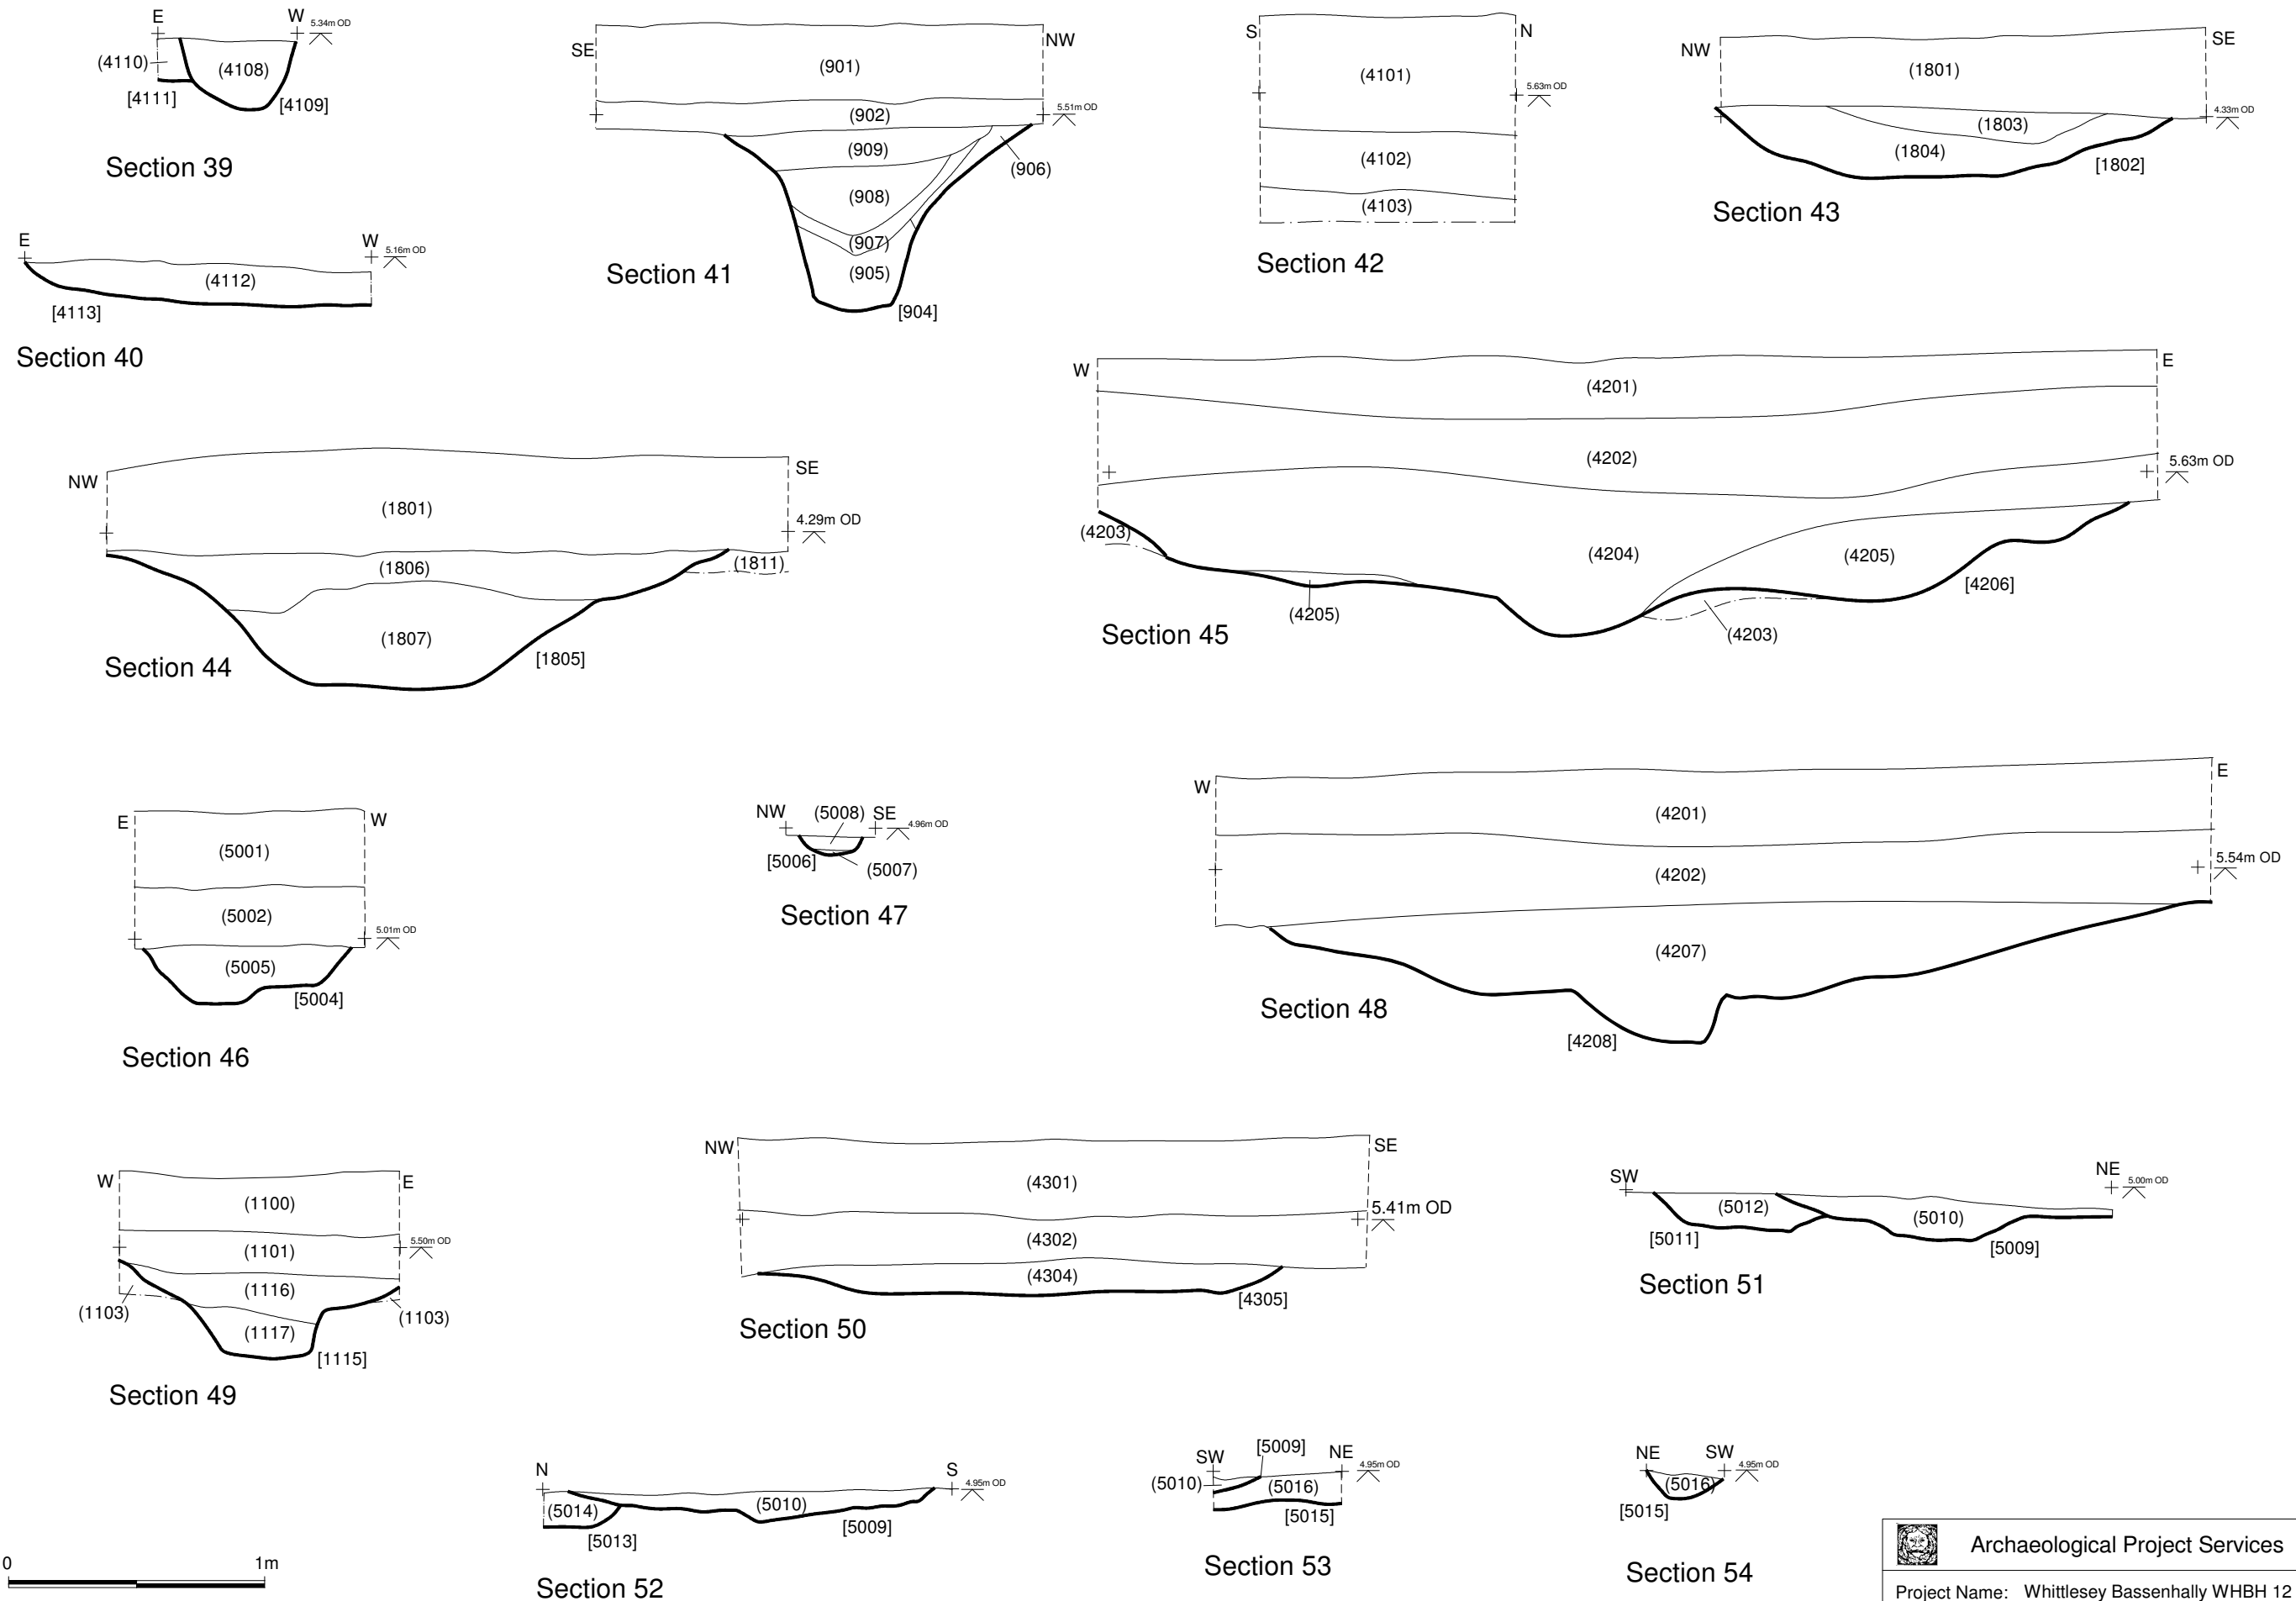 E W 5.34m OD
(4110) (4108)
[4111] [4109]
Section 39
SE NW
(901)
(902) 5.51m OD
(909)
(906)
(908)
(907)
(905)
[904]
Section 41
S N
(4101)
5.63m OD
(4102)
(4103)
Section 42
NW SE
(1801)
4.33m OD
(1803)
(1804)
[1802]
Section 43
E W 5.16m OD
(4112)
[4113]
Section 40
W E
(4201)
(4202)
5.63m OD
(4203)
(4204)
(4205)
[4206]
(4205)
(4203)
Section 45
NW SE
(1801)
4.29m OD
(1806) (1811)
(1807)
[1805]
Section 44
E W
(5001)
(5002)
5.01m OD
(5005)
[5004]
Section 46
NW (5008) SE 4.96m OD
[5006] (5007)
Section 47
W E
(4201)
(4202)
5.54m OD
(4207)
[4208]
Section 48
W E
(1100)
(1101) 5.50m OD
(1116)
(1103) (1103)
(1117)
[1115]
Section 49
NW SE
(4301)
5.41m OD
(4302)
(4304)
[4305]
Section 50
SW NE 5.00m OD
(5012) (5010)
[5011] [5009]
Section 51
N S 4.95m OD
(5014) (5010)
[5013] [5009]
Section 52
SW [5009] NE 4.95m OD
(5010) (5016)
[5015]
Section 53
NE SW 4.95m OD
(5016)
[5015]
Section 54
0 1m
Archaeological Project Services
Project Name: Whittlesey Bassenhally WHBH 12